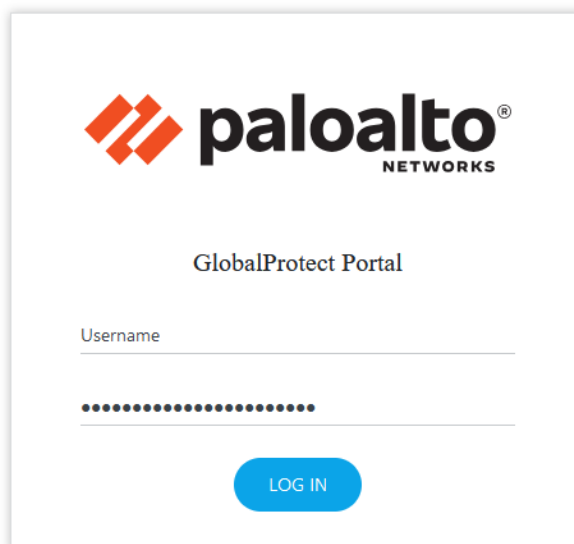 paloalto®
NETWORKS
GlobalProtect Portal
Username
•••••••••••••••••••••••
LOG IN